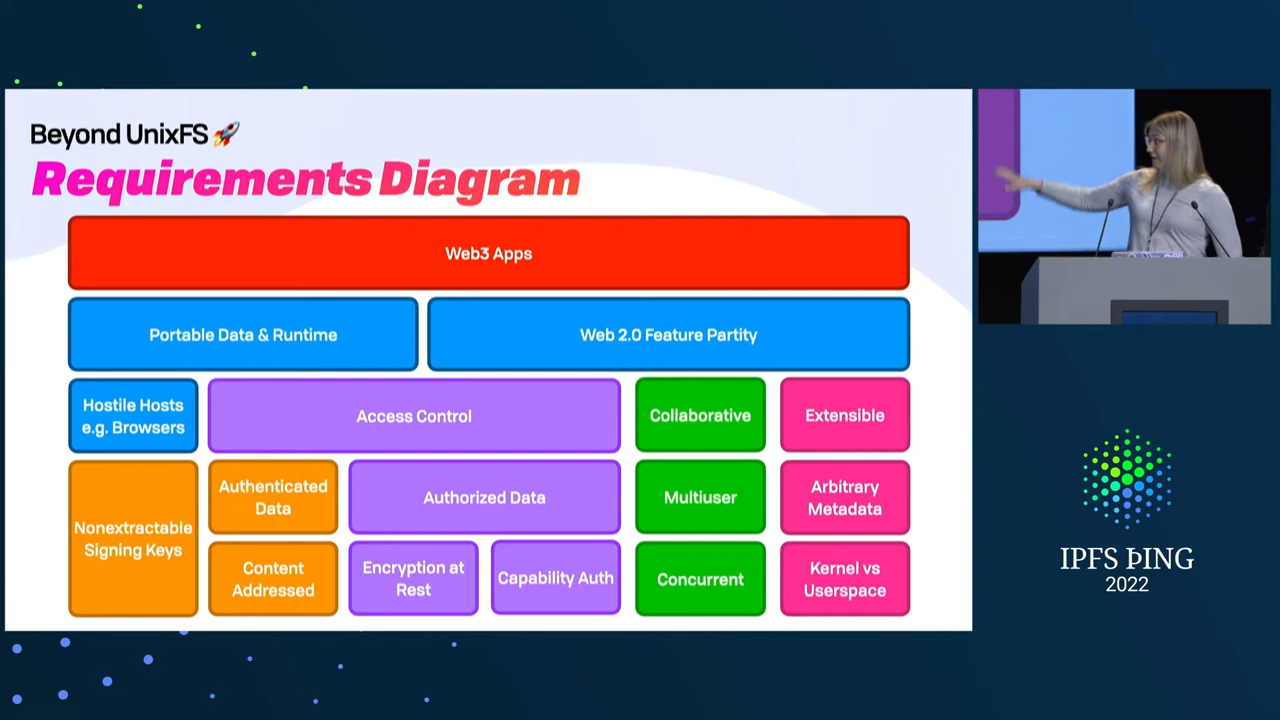 Beyond UnixFS 🚀
Requirements Diagram
Web3 Apps
Portable Data & Runtime
Web 2.0 Feature Partity
Hostile Hosts
e.g. Browsers
Access Control
Collaborative
Extensible
Nonextractable
Signing Keys
Authenticated
Data
Authorized Data
Multiuser
Arbitrary
Metadata
Content
Addressed
Encryption at
Rest
Capability Auth
Concurrent
Kernel vs
Userspace
IPFS ÞING
2022